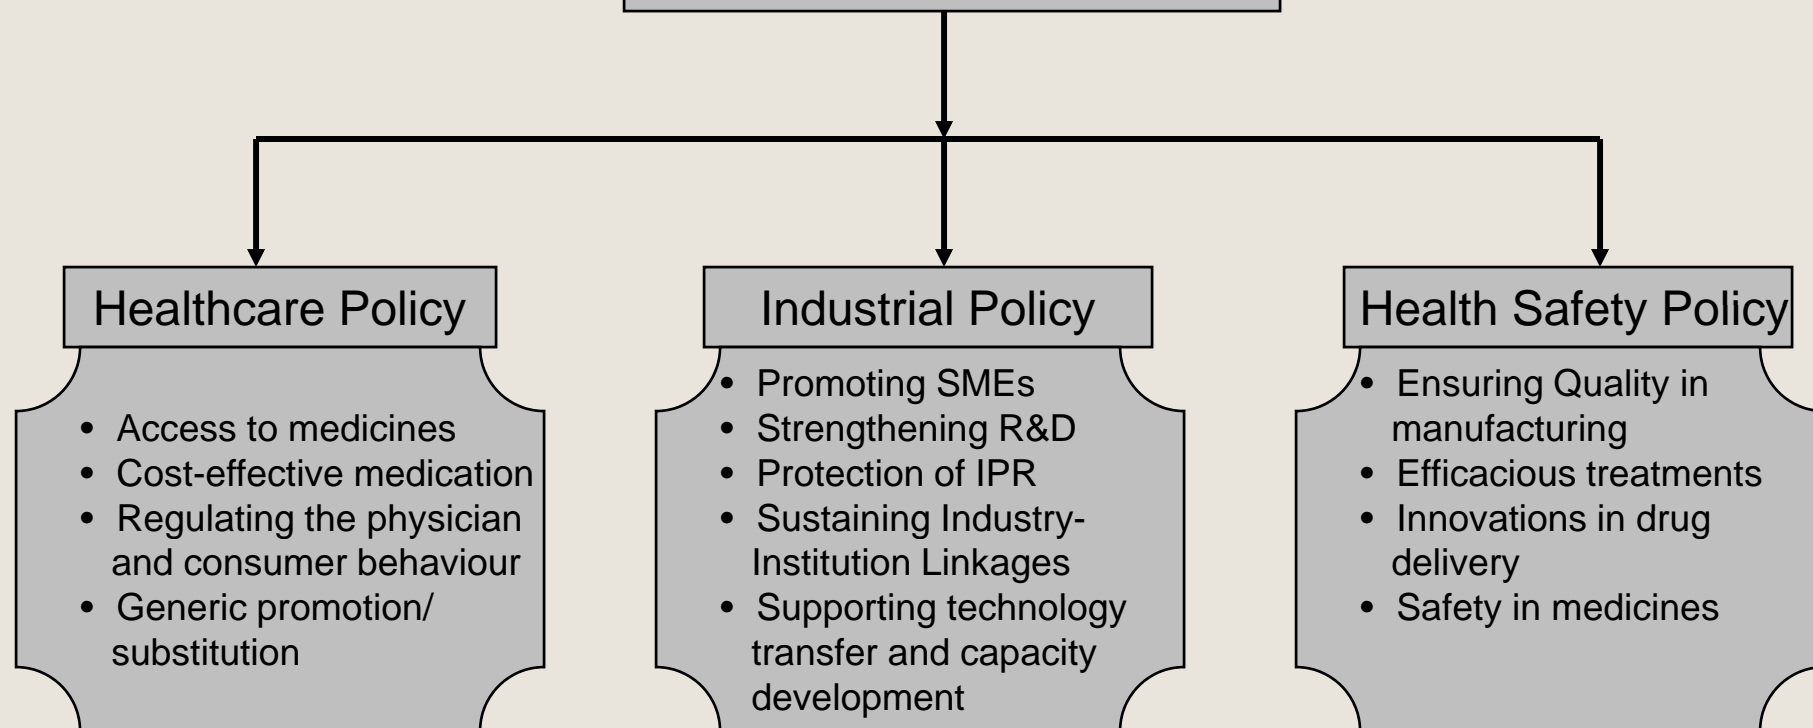 Healthcare Policy
• Access to medicines
• Cost-effective medication
• Regulating the physician
and consumer behaviour
• Generic promotion/
substitution
Industrial Policy
• Promoting SMEs
• Strengthening R&D
• Protection of IPR
• Sustaining Industry-
Institution Linkages
• Supporting technology
transfer and capacity
development
Health Safety Policy
• Ensuring Quality in
manufacturing
• Efficacious treatments
• Innovations in drug
delivery
• Safety in medicines